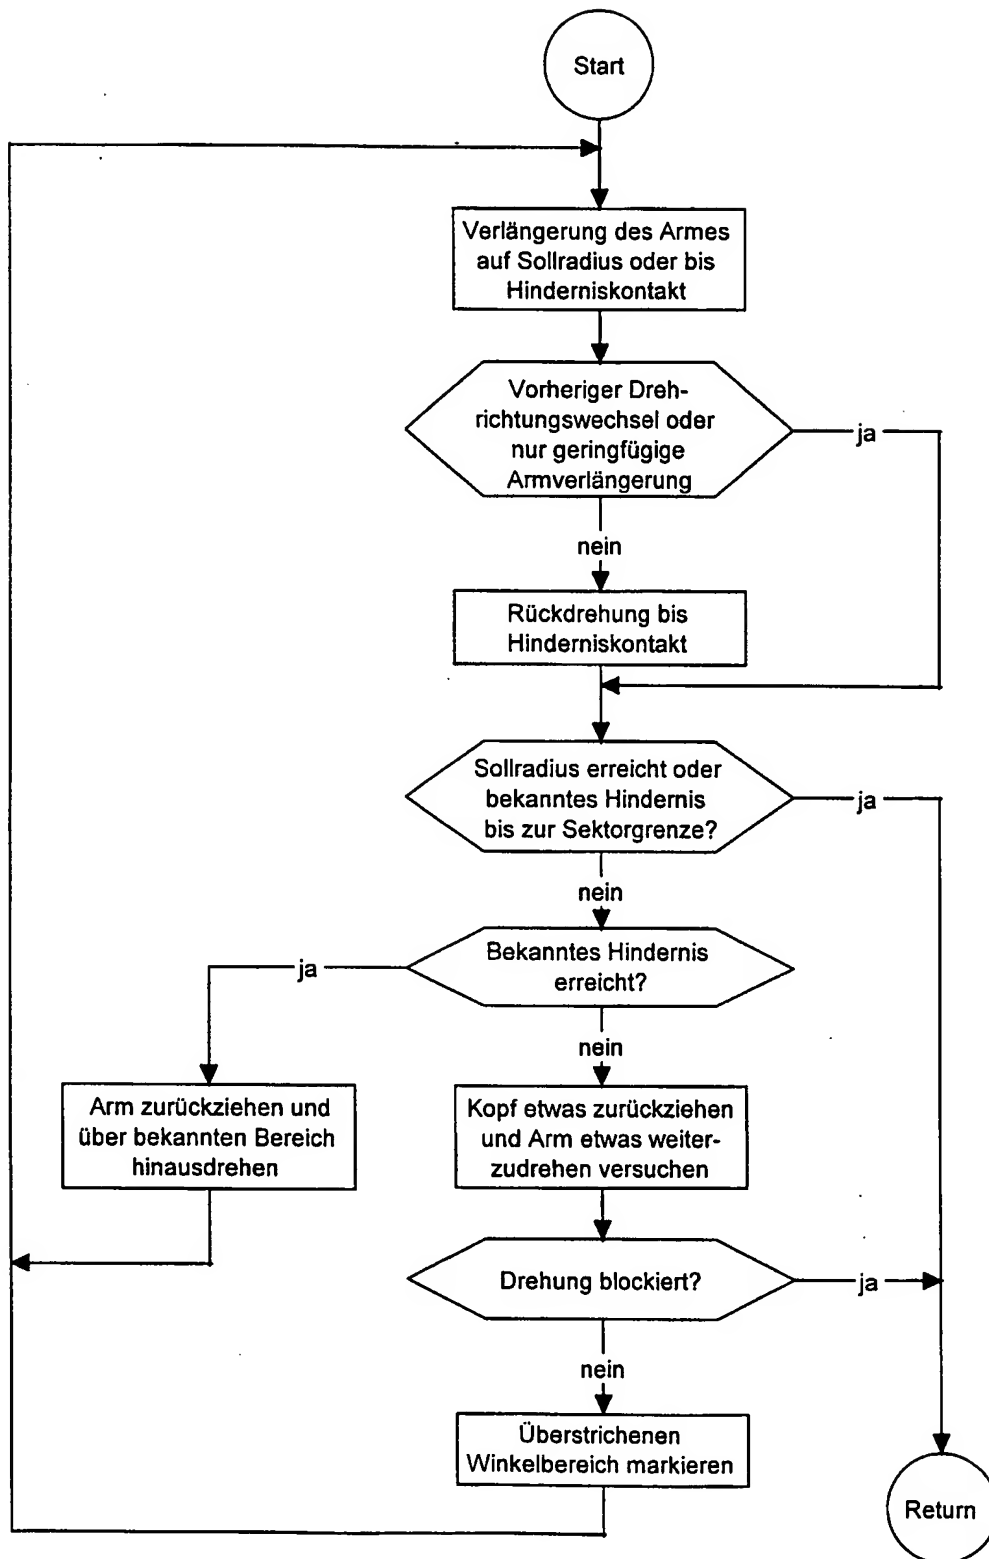 Start
Verlängerung des Armes
auf Sollradius oder bis
Hinderniskontakt
Vorheriger Dreh-
richtungswechsel oder
nur geringfügige
Armverlängerung
ja
nein
Rückdrehung bis
Hinderniskontakt
Sollradius erreicht oder
bekanntes Hindernis
bis zur Sektorgrenze?
ja
nein
Bekanntes Hindernis
erreicht?
ja
nein
Arm zurückziehen und
über bekannten Bereich
hinausdrehen
Kopf etwas zurückziehen
und Arm etwas weiter-
zudrehen versuchen
Drehung blockiert?
ja
nein
Überstrichenen
Winkelbereich markieren
Return